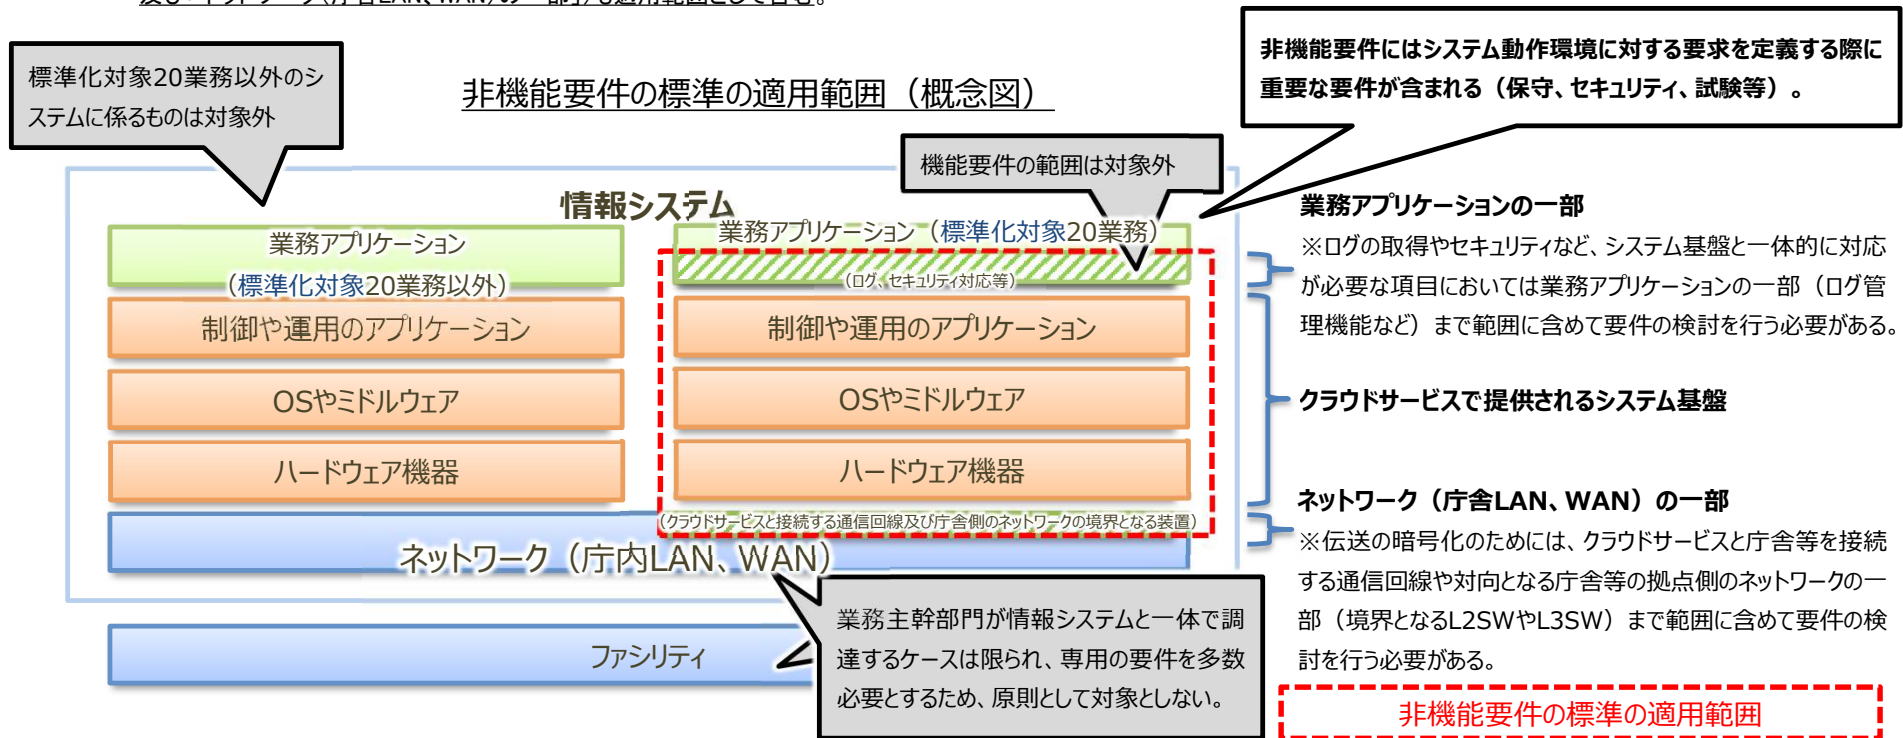 及び「ネットワーク(庁舎LAN、WAN)の一部」も適用範囲として含む。
標準化対象20業務以外のシ
ステムに係るものは対象外
非機能要件の標準の適用範囲（概念図）
非機能要件にはシステム動作環境に対する要求を定義する際に
重要な要件が含まれる（保守、セキュリティ、試験等）。
機能要件の範囲は対象外
情報システム
業務アプリケーション
（標準化対象20業務以外）
制御や運用のアプリケーション
OSやミドルウェア
ハードウェア機器
業務アプリケーション（標準化対象20業務）
（ログ、セキュリティ対応等）
制御や運用のアプリケーション
OSやミドルウェア
ハードウェア機器
（クラウドサービスと接続する通信回線及び庁舎側のネットワークの境界となる装置）
ネットワーク（庁内LAN、WAN）
ファシリティ
業務主幹部門が情報システムと一体で調
達するケースは限られ、専用の要件を多数
必要とするため、原則として対象としない。
業務アプリケーションの一部
※ログの取得やセキュリティなど、システム基盤と一体的に対応
が必要な項目においては業務アプリケーションの一部（ログ管
理機能など）まで範囲に含めて要件の検討を行う必要がある。
クラウドサービスで提供されるシステム基盤
ネットワーク（庁舎LAN、WAN）の一部
※伝送の暗号化のためには、クラウドサービスと庁舎等を接続
する通信回線や対向となる庁舎等の拠点側のネットワークの一
部（境界となるL2SWやL3SW）まで範囲に含めて要件の検
討を行う必要がある。
非機能要件の標準の適用範囲